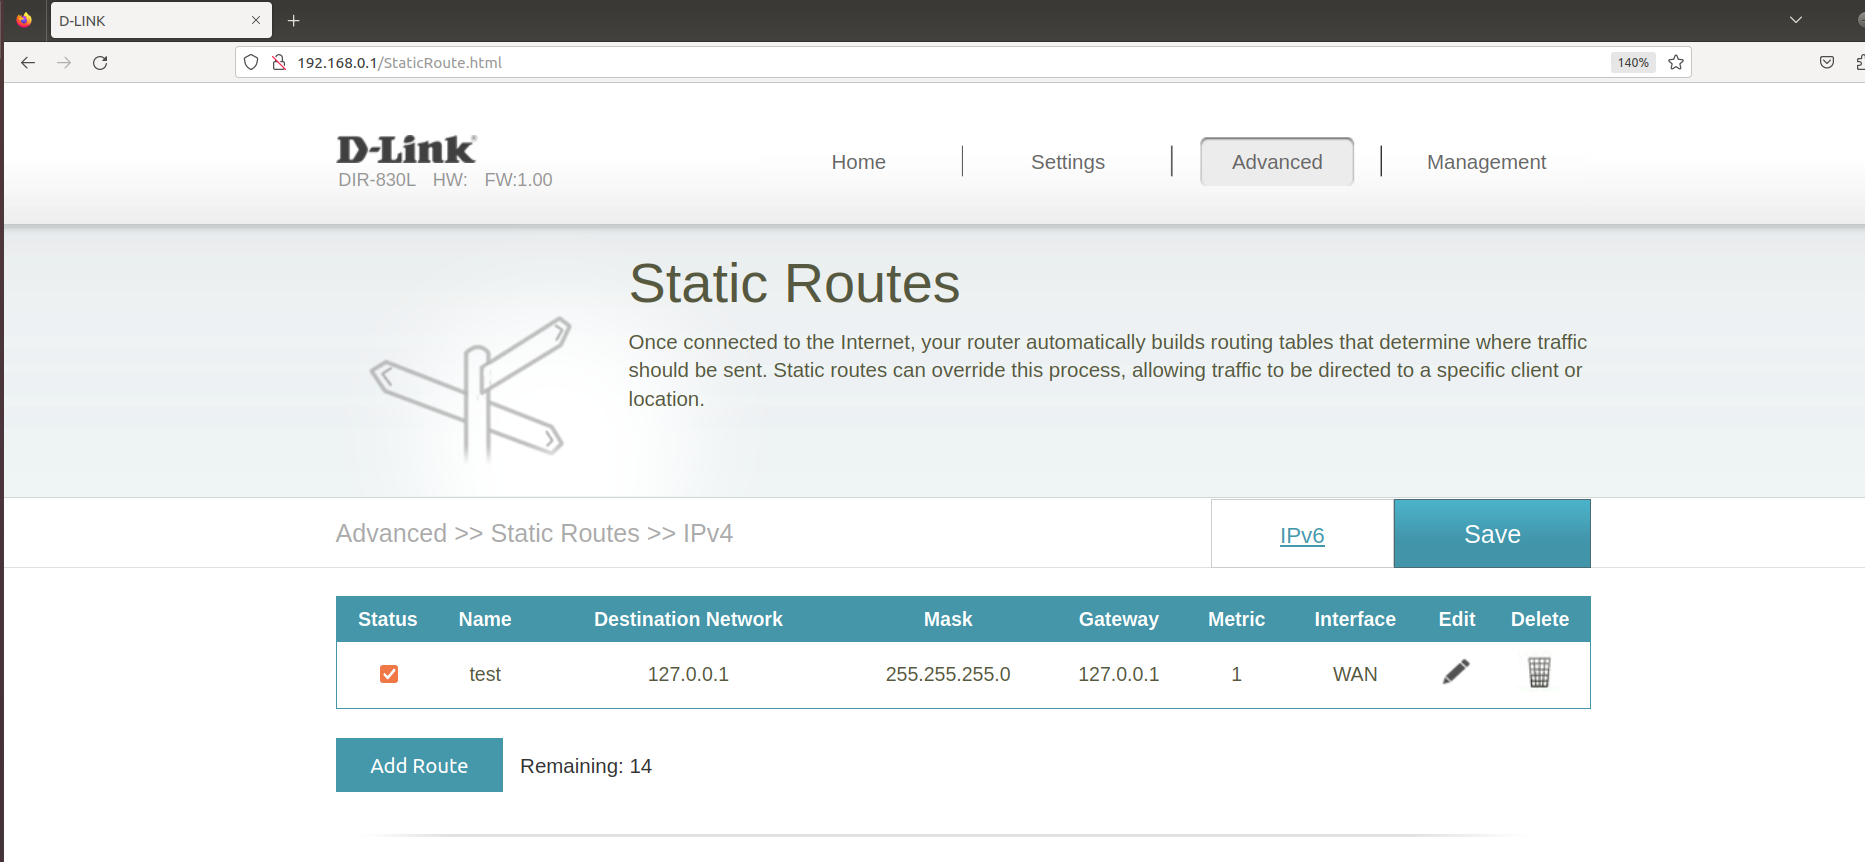 D-LINK
192.168.0.1/StaticRoute.html
140%
D-Link
DIR-830L HW: FW:1.00
Home
Settings
Advanced
Management
Static Routes
Once connected to the Internet, your router automatically builds routing tables that determine where traffic
should be sent. Static routes can override this process, allowing traffic to be directed to a specific client or
location.
Advanced >> Static Routes >> IPv4
IPv6
Save
Status Name Destination Network Mask Gateway Metric Interface Edit Delete
test 127.0.0.1 255.255.255.0 127.0.0.1 1 WAN
Add Route
Remaining: 14